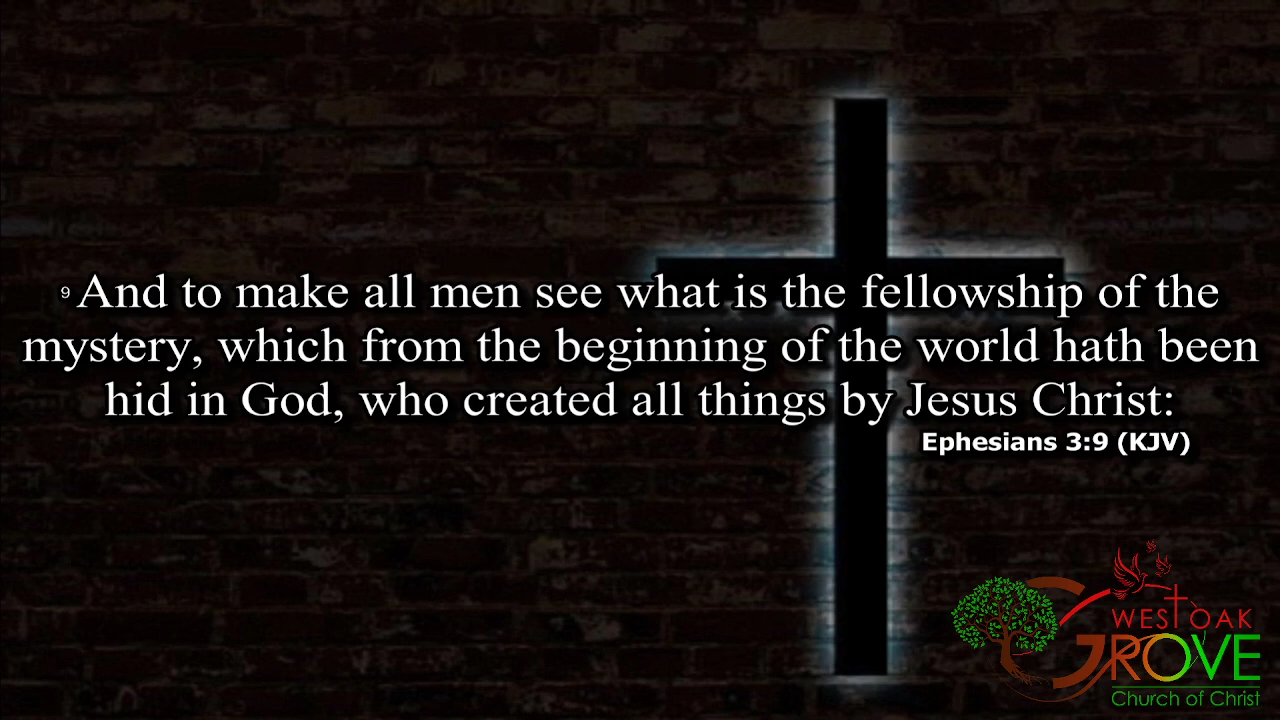 9 And to make all men see what is the fellowship of the
mystery, which from the beginning of the world hath been
hid in God, who created all things by Jesus Christ:
Ephesians 3:9 (KJV)
WEST OAK
GROVE
Church of Christ